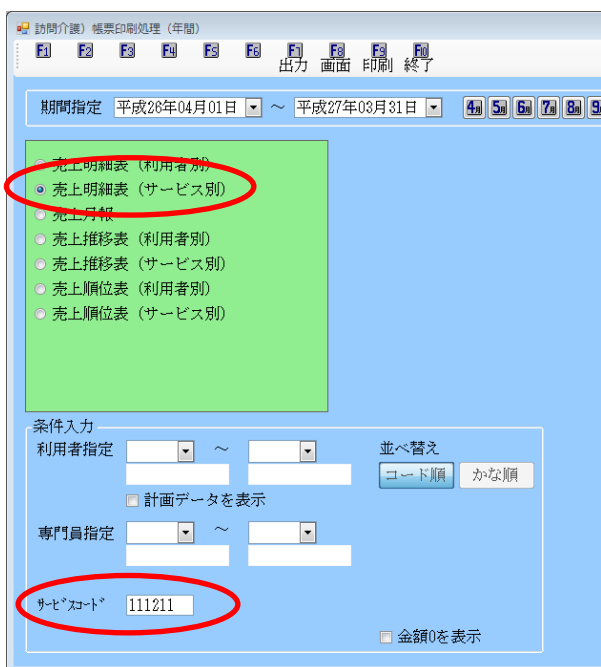 訪問介護）帳票印刷処理（年間）
F1 F2 F3 F4 F5 F6 F7 F8 F9 F10
出力 画面 印刷 終了
期間指定 平成26年04月01日 ～ 平成27年03月31日 4月 5月 6月 7月 8月
売上明細表（利用者別）
売上明細表（サービス別）
売上月報
売上推移表（利用者別）
売上推移表（サービス別）
売上順位表（利用者別）
売上順位表（サービス別）
条件入力
利用者指定 ～ 並べ替え
コード順 かな順
計画データを表示
専門員指定 ～
ｻｰﾋﾞｽｺｰﾄﾞ 111211
金額0を表示